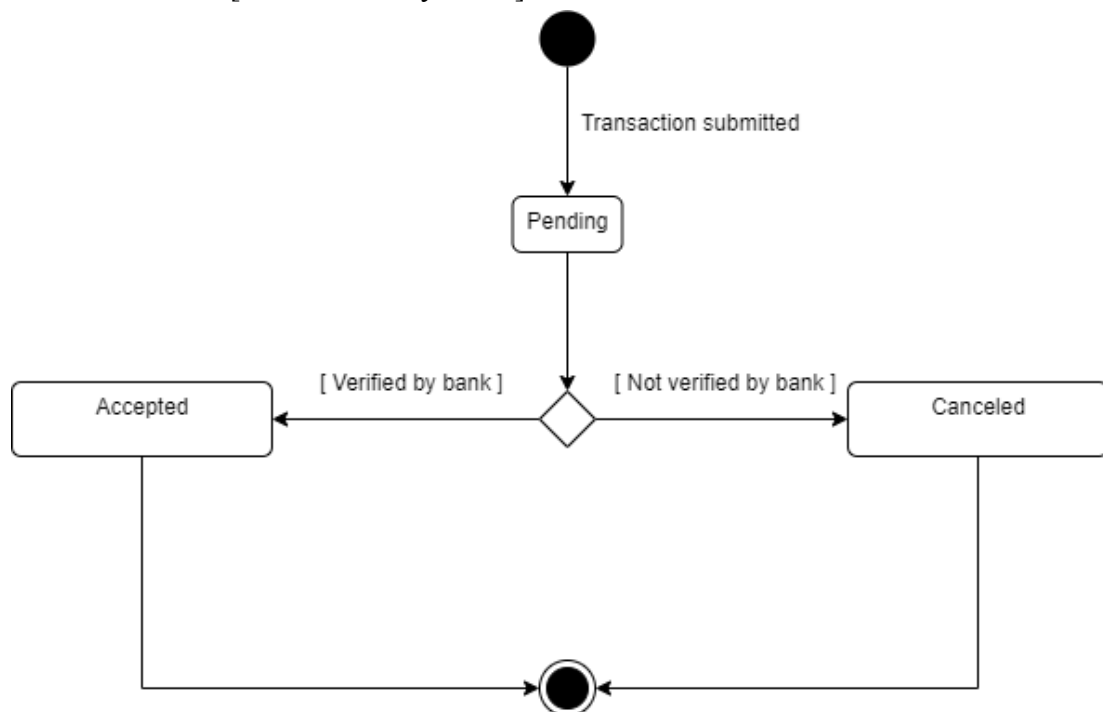 Transaction submitted
Pending
[ Verified by bank ]
[ Not verified by bank ]
Accepted
Canceled